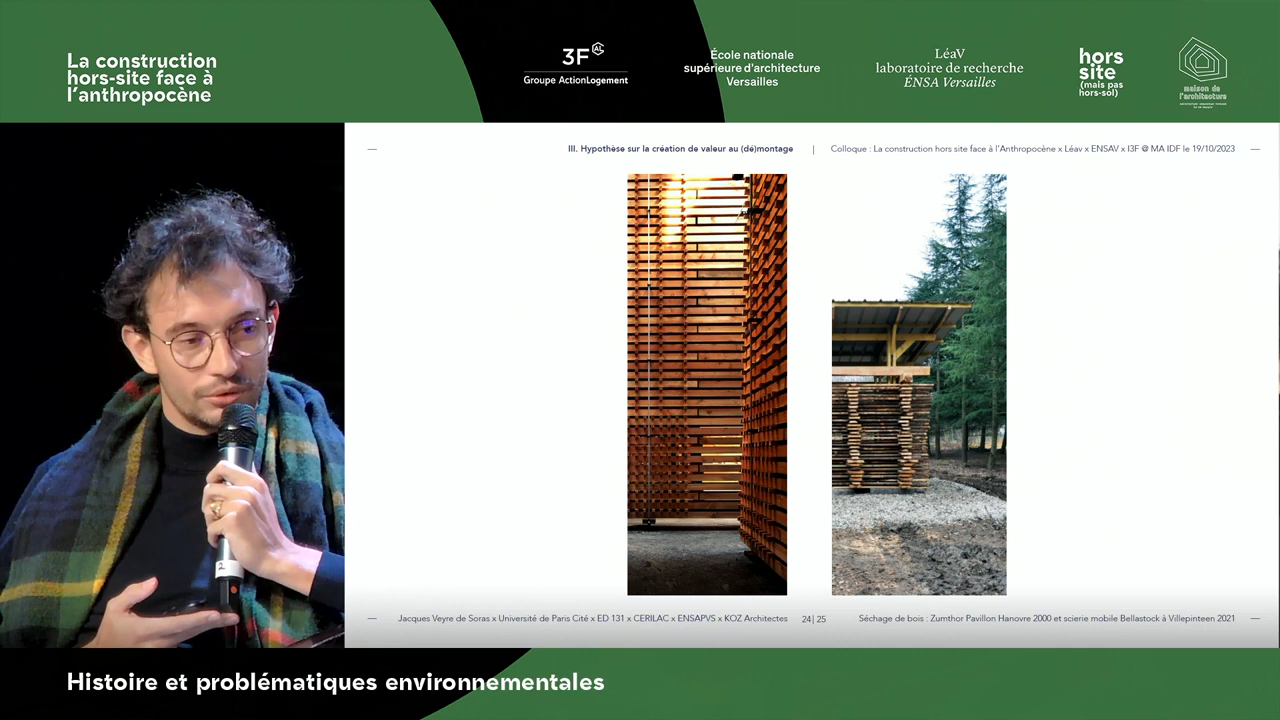 La construction
hors-site face à
l'anthropocène
3F AL
Groupe ActionLogement
École nationale
supérieure d'architecture
Versailles
LéaV
laboratoire de recherche
ÉNSA Versailles
hors
site
(mais pas
hors-sol)
maison de
l'architecture
— III. Hypothèse sur la création de valeur au (dé)montage | Colloque : La construction hors site face à l'Anthropocène x Léav x ENSAV x I3F @ MA IDF le 19/10/2023 —
2
— Jacques Veyre de Soras x Université de Paris Cité x ED 131 x CERILAC x ENSAPVS x KOZ Architectes 24| 25 Séchage de bois : Zumthor Pavillon Hanovre 2000 et scierie mobile Bellastock à Villepinteen 2021 —
Histoire et problématiques environnementales